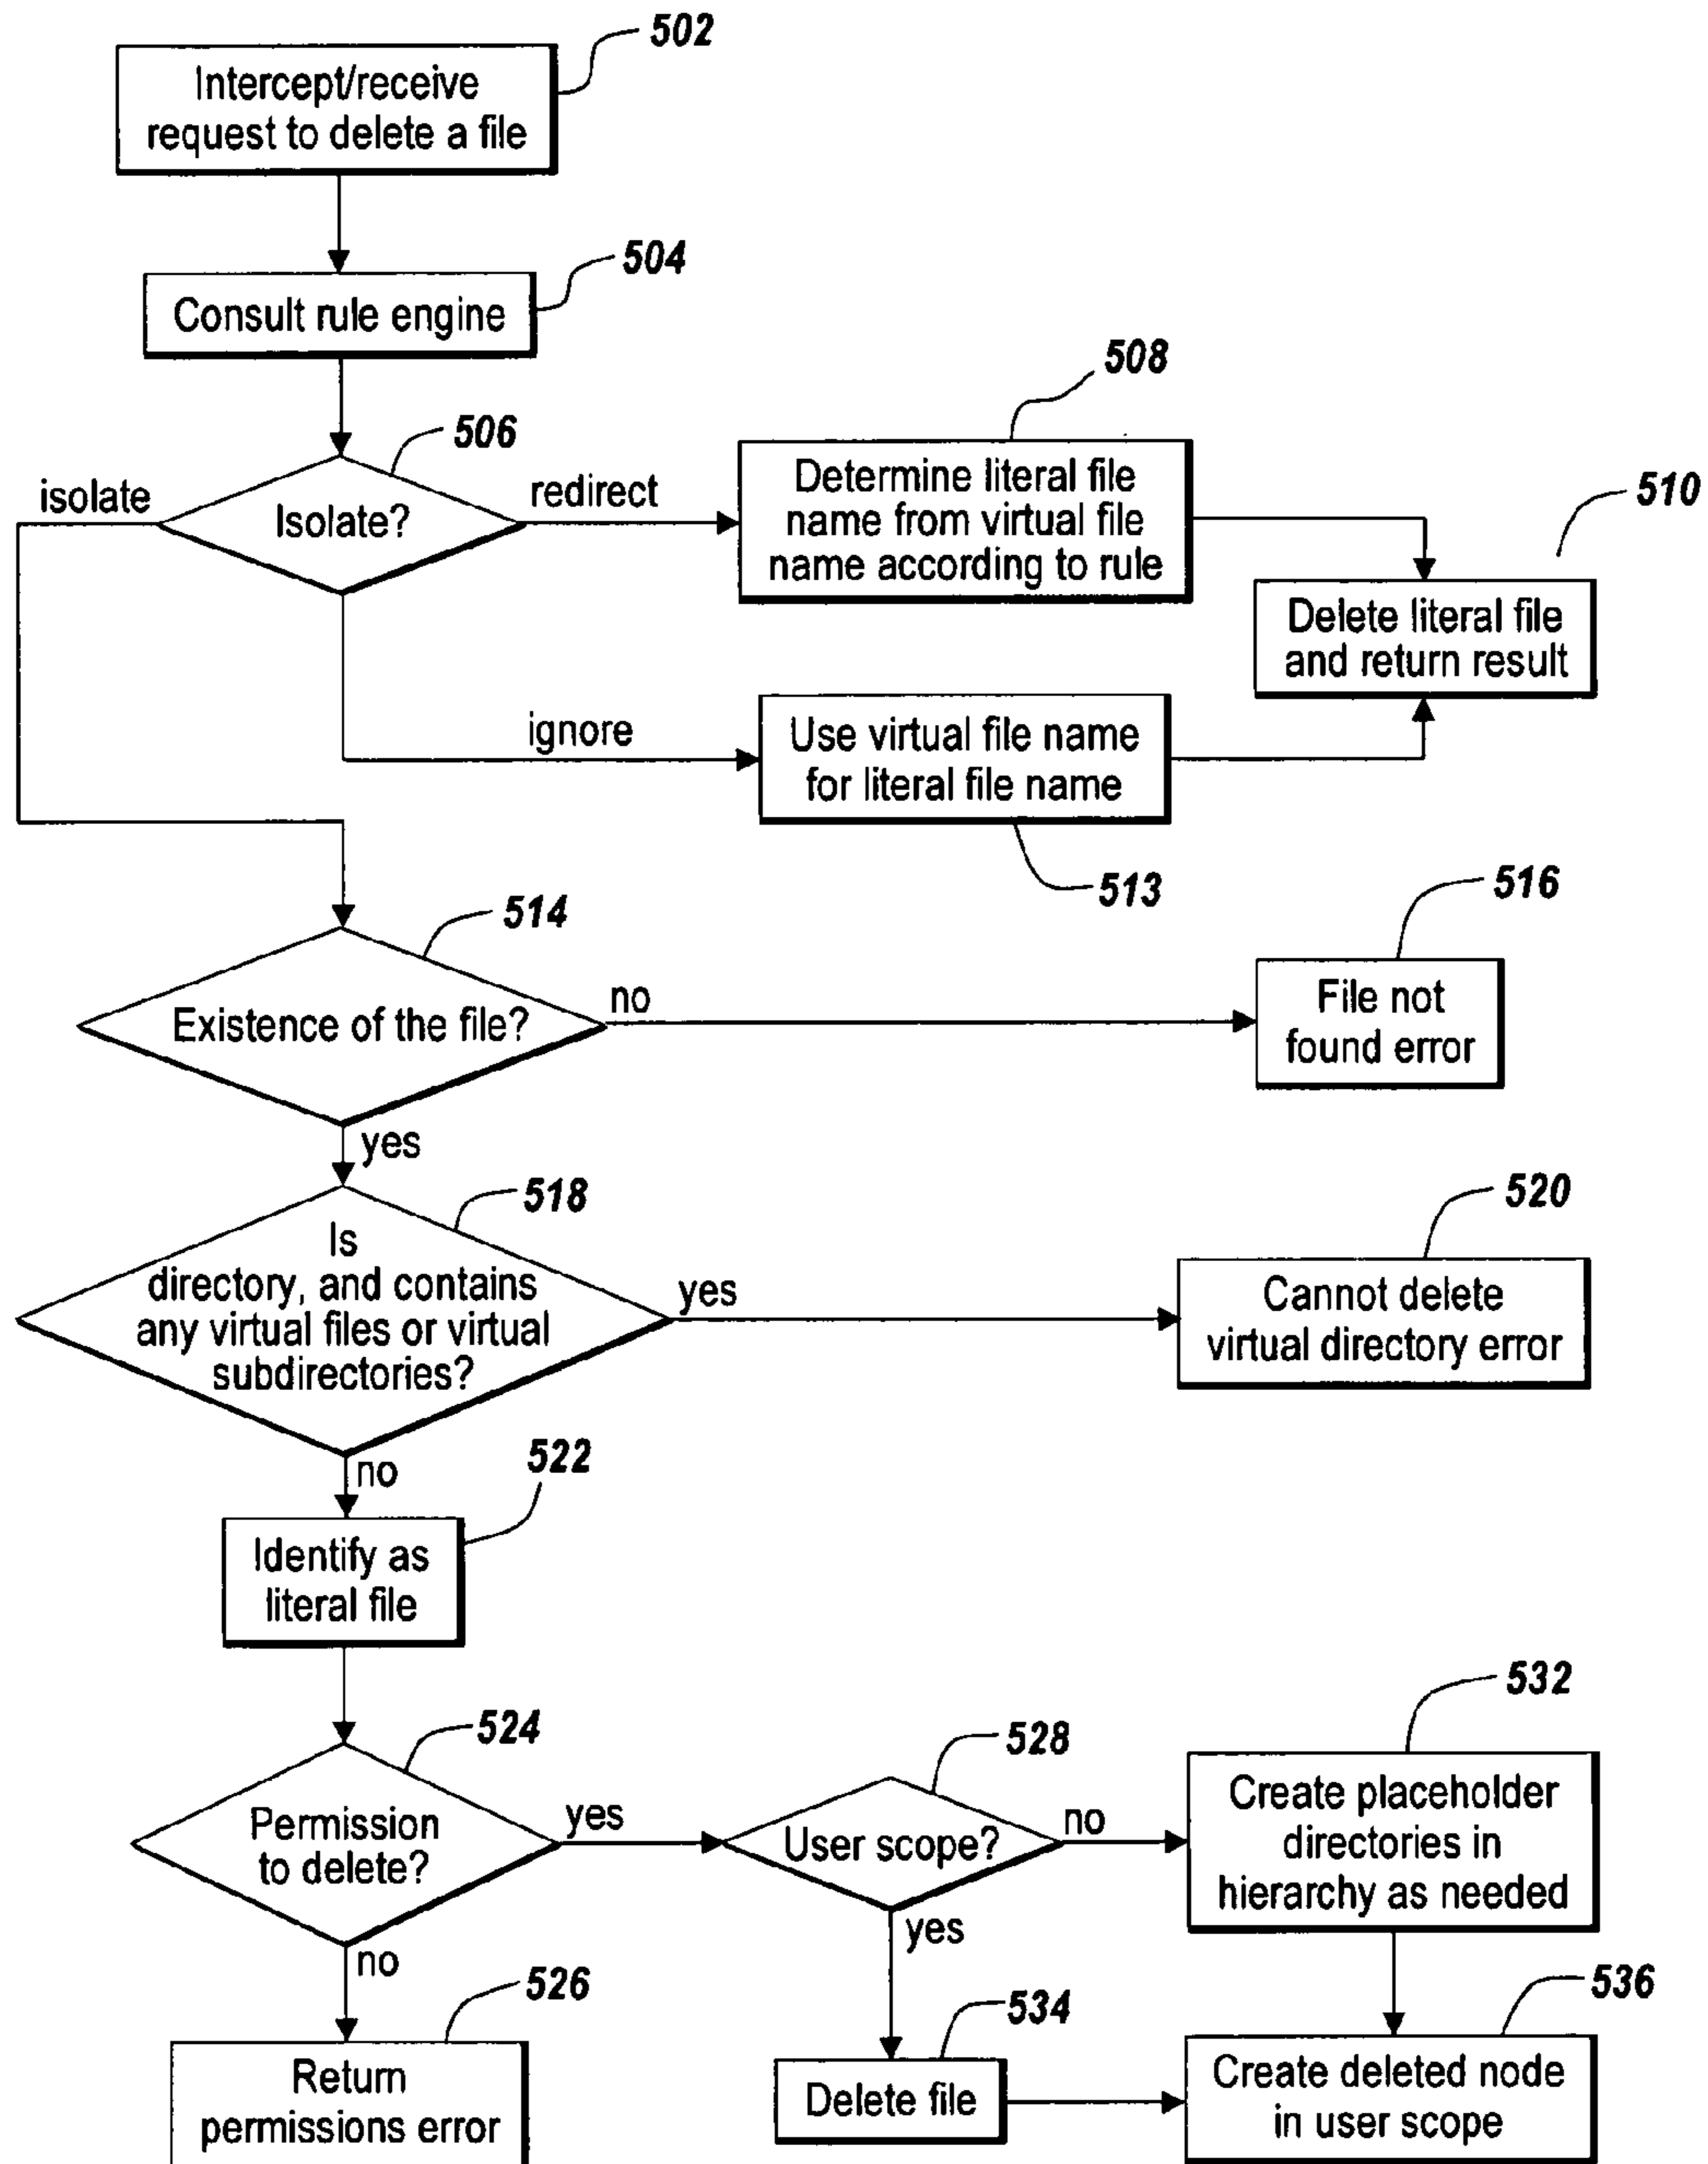 502
Intercept/receive
request to delete a file
504
Consult rule engine
506
Isolate?
isolate
redirect
ignore
508
Determine literal file
name from virtual file
name according to rule
510
Delete literal file
and return result
Use virtual file name
for literal file name
513
514
Existence of the file?
no
yes
516
File not
found error
518
Is
directory, and contains
any virtual files or virtual
subdirectories?
yes
no
520
Cannot delete
virtual directory error
522
Identify as
literal file
524
Permission
to delete?
yes
no
526
Return
permissions error
528
User scope?
no
yes
532
Create placeholder
directories in
hierarchy as needed
534
Delete file
536
Create deleted node
in user scope